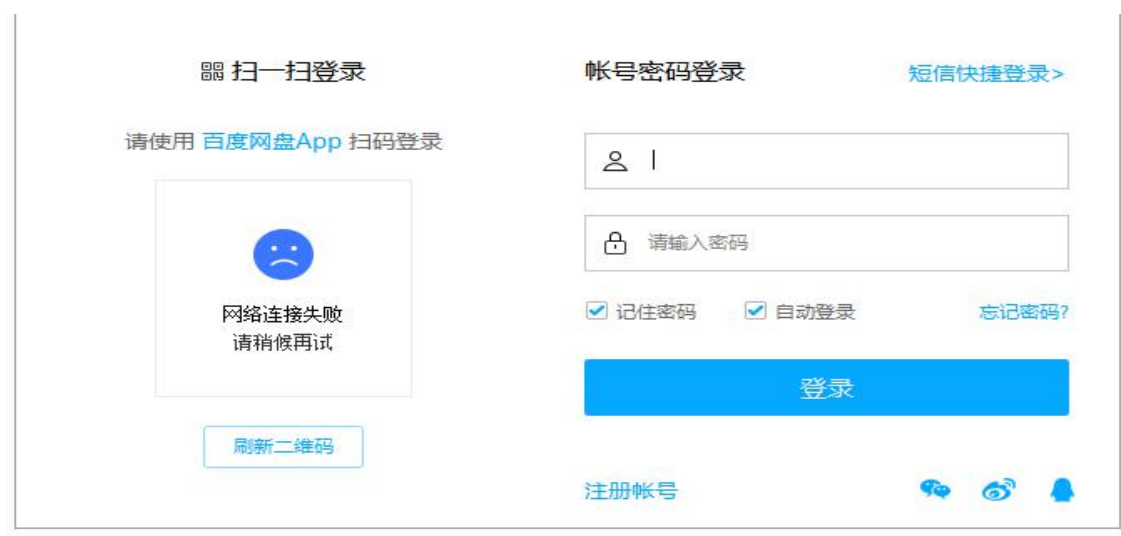 扫一扫登录
请使用 百度网盘App 扫码登录
网络连接失败
请稍候再试
刷新二维码
帐号密码登录
短信快捷登录>
请输入密码
记住密码
自动登录
忘记密码?
登录
注册帐号